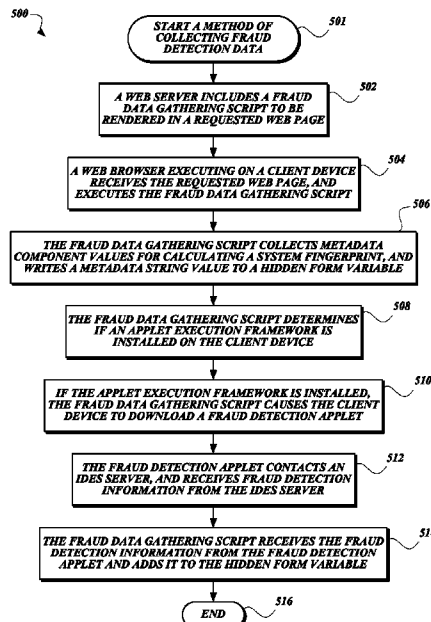 500
START A METHOD OF
COLLECTING FRAUD
DETECTION DATA
501
A WEB SERVER INCLUDES A FRAUD
DATA GATHERING SCRIPT TO BE
RENDERED IN A REQUESTED WEB PAGE
502
A WEB BROWSER EXECUTING ON A CLIENT DEVICE
RECEIVES THE REQUESTED WEB PAGE, AND
EXECUTES THE FRAUD DATA GATHERING SCRIPT
504
506
THE FRAUD DATA GATHERING SCRIPT COLLECTS METADATA
COMPONENT VALUES FOR CALCULATING A SYSTEM FINGERPRINT, AND
WRITES A METADATA STRING VALUE TO A HIDDEN FORM VARIABLE
THE FRAUD DATA GATHERING SCRIPT DETERMINES
IF AN APPLET EXECUTION FRAMEWORK IS
INSTALLED ON THE CLIENT DEVICE
508
IF THE APPLET EXECUTION FRAMEWORK IS INSTALLED,
THE FRAUD DATA GATHERING SCRIPT CAUSES THE CLIENT
DEVICE TO DOWNLOAD A FRAUD DETECTION APPLET
510
THE FRAUD DETECTION APPLET CONTACTS AN
IDES SERVER, AND RECEIVES FRAUD DETECTION
INFORMATION FROM THE IDES SERVER
512
THE FRAUD DATA GATHERING SCRIPT RECEIVES THE FRAUD
DETECTION INFORMATION FROM THE FRAUD DETECTION
APPLET AND ADDS IT TO THE HIDDEN FORM VARIABLE
END
516